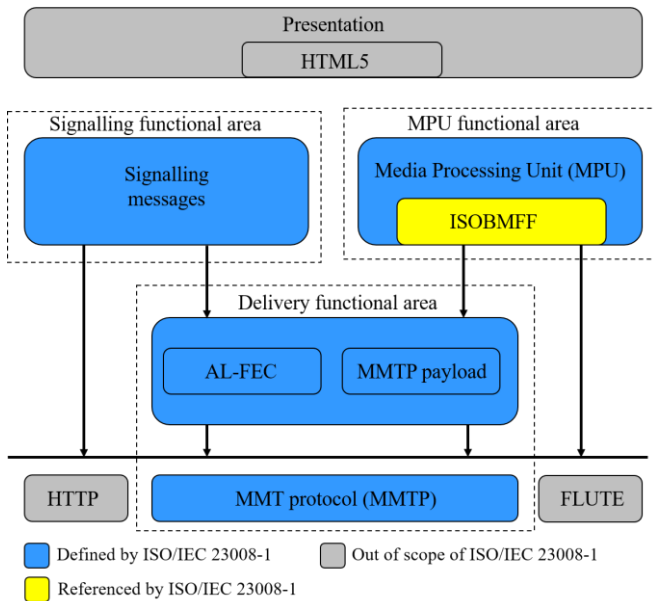 Presentation
HTML5
Signalling functional area
MPU functional area
Signalling
messages
Media Processing Unit (MPU)
ISOBMFF
Delivery functional area
AL-FEC
MMTP payload
HTTP
MMT protocol (MMTP)
FLUTE
Defined by ISO/IEC 23008-1
Out of scope of ISO/IEC 23008-1
Referenced by ISO/IEC 23008-1